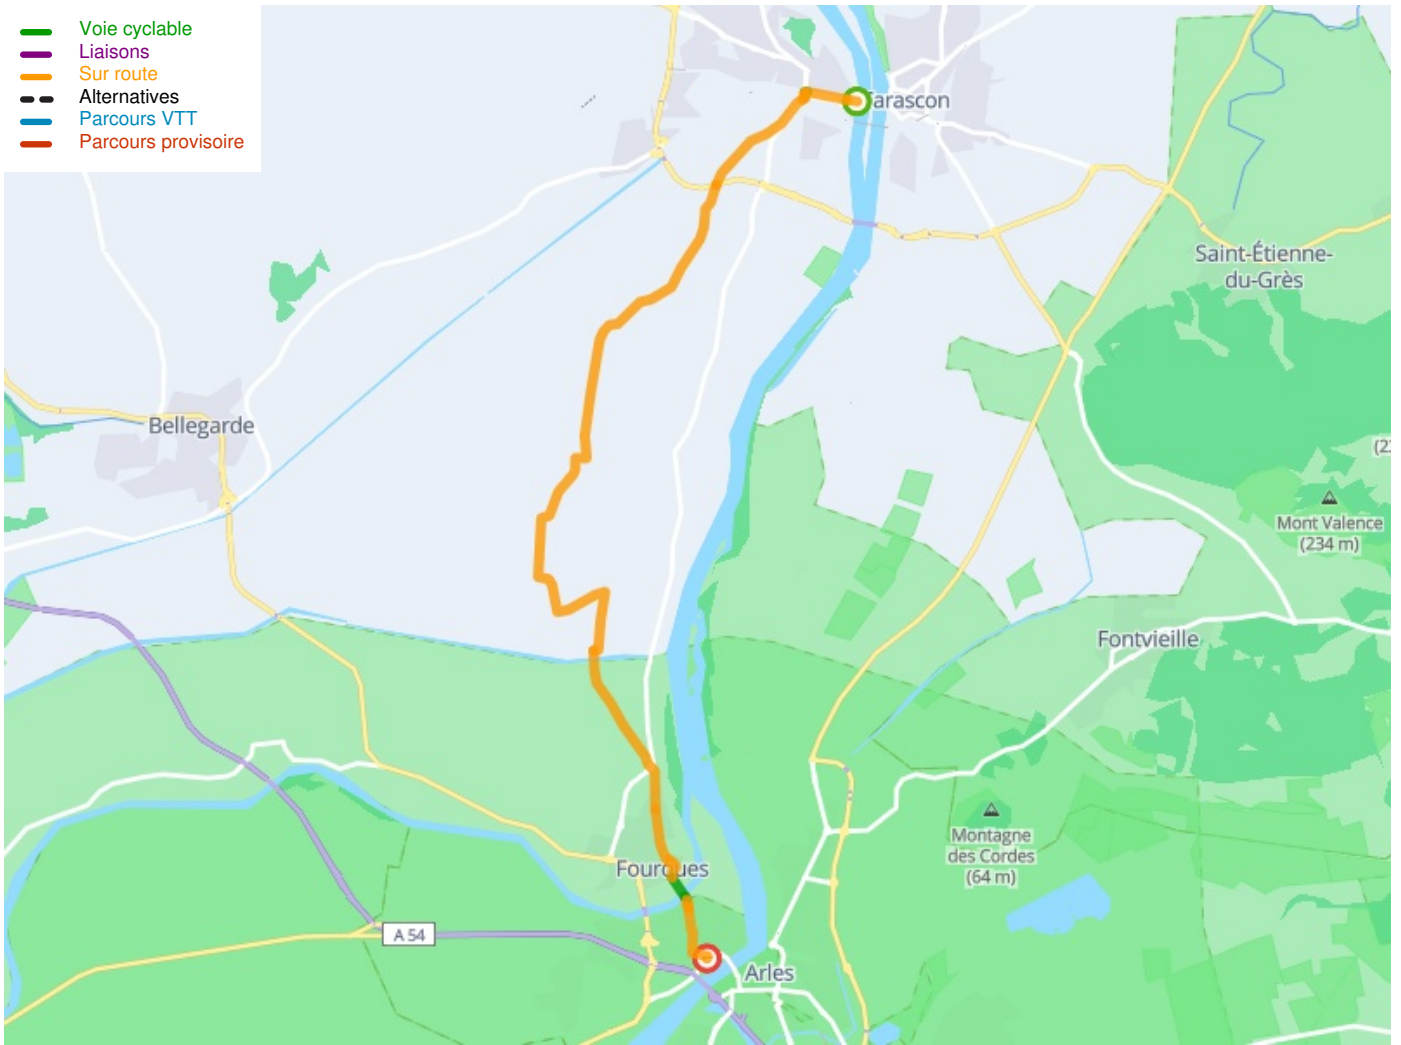 Voie cyclable
Liaisons
Sur route
Alternatives
Parcours VTT
Parcours provisoire
arascon
Saint-Étienne-
du-Grès
Bellegarde
Mont Valence
(234 m)
Fontvieille
Montagne
des Cordes
(64 m)
Fourques
A 54
Arles